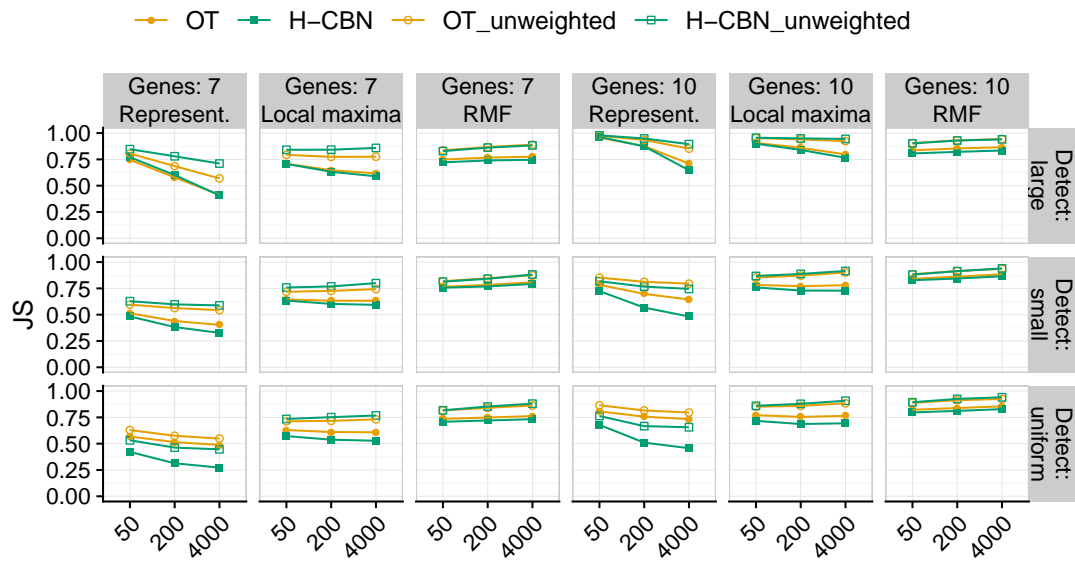 OT H−CBN OT_unweighted H−CBN_unweighted
Genes: 7 Genes: 7 Genes: 7 Genes: 10 Genes: 10 Genes: 10
Represent. Local maxima RMF Represent. Local maxima RMF
1.00
0.75
0.50
0.25
0.00
Detect:
large
1.00
0.75
0.50
0.25
0.00
Detect:
small
JS
1.00
0.75
0.50
0.25
0.00
Detect:
uniform
50 200 4000 50 200 4000 50 200 4000 50 200 4000 50 200 4000 50 200 4000